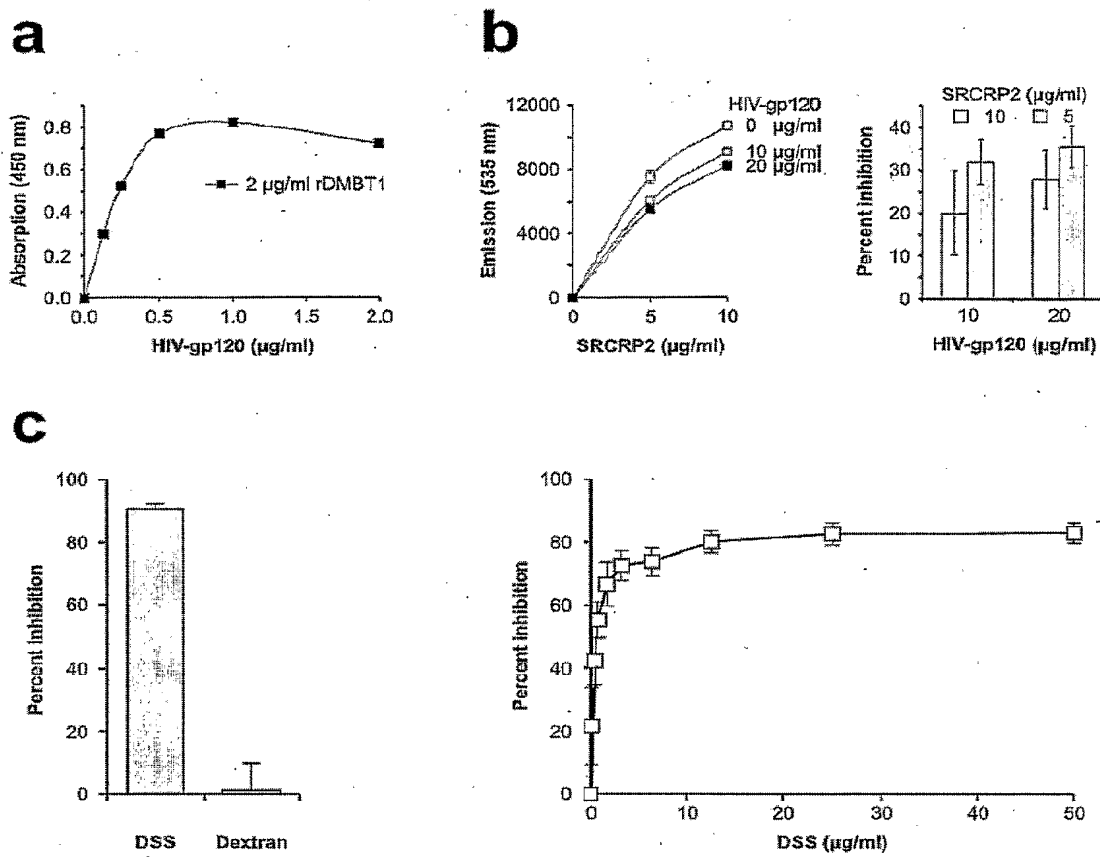 a
0.8
0.6
0.4
0.2
0.0
Absorption (450 nm)
2 µg/ml rDMBT1
0.0 0.5 1.0 2.0
HIV-gp120 (µg/ml)
b
12000
8000
4000
0
Emission (535 nm)
HIV-gp120
0 µg/ml
10 µg/ml
20 µg/ml
0 5 10
SRCRP2 (µg/ml)
SRCRP2 (µg/ml)
10 5
40
30
20
10
0
Percent inhibition
10 20
HIV-gp120 (µg/ml)
c
100
80
60
40
20
0
Percent inhibition
DSS Dextran
100
80
60
40
20
0
Percent inhibition
0 10 20 30 40 50
DSS (µg/ml)